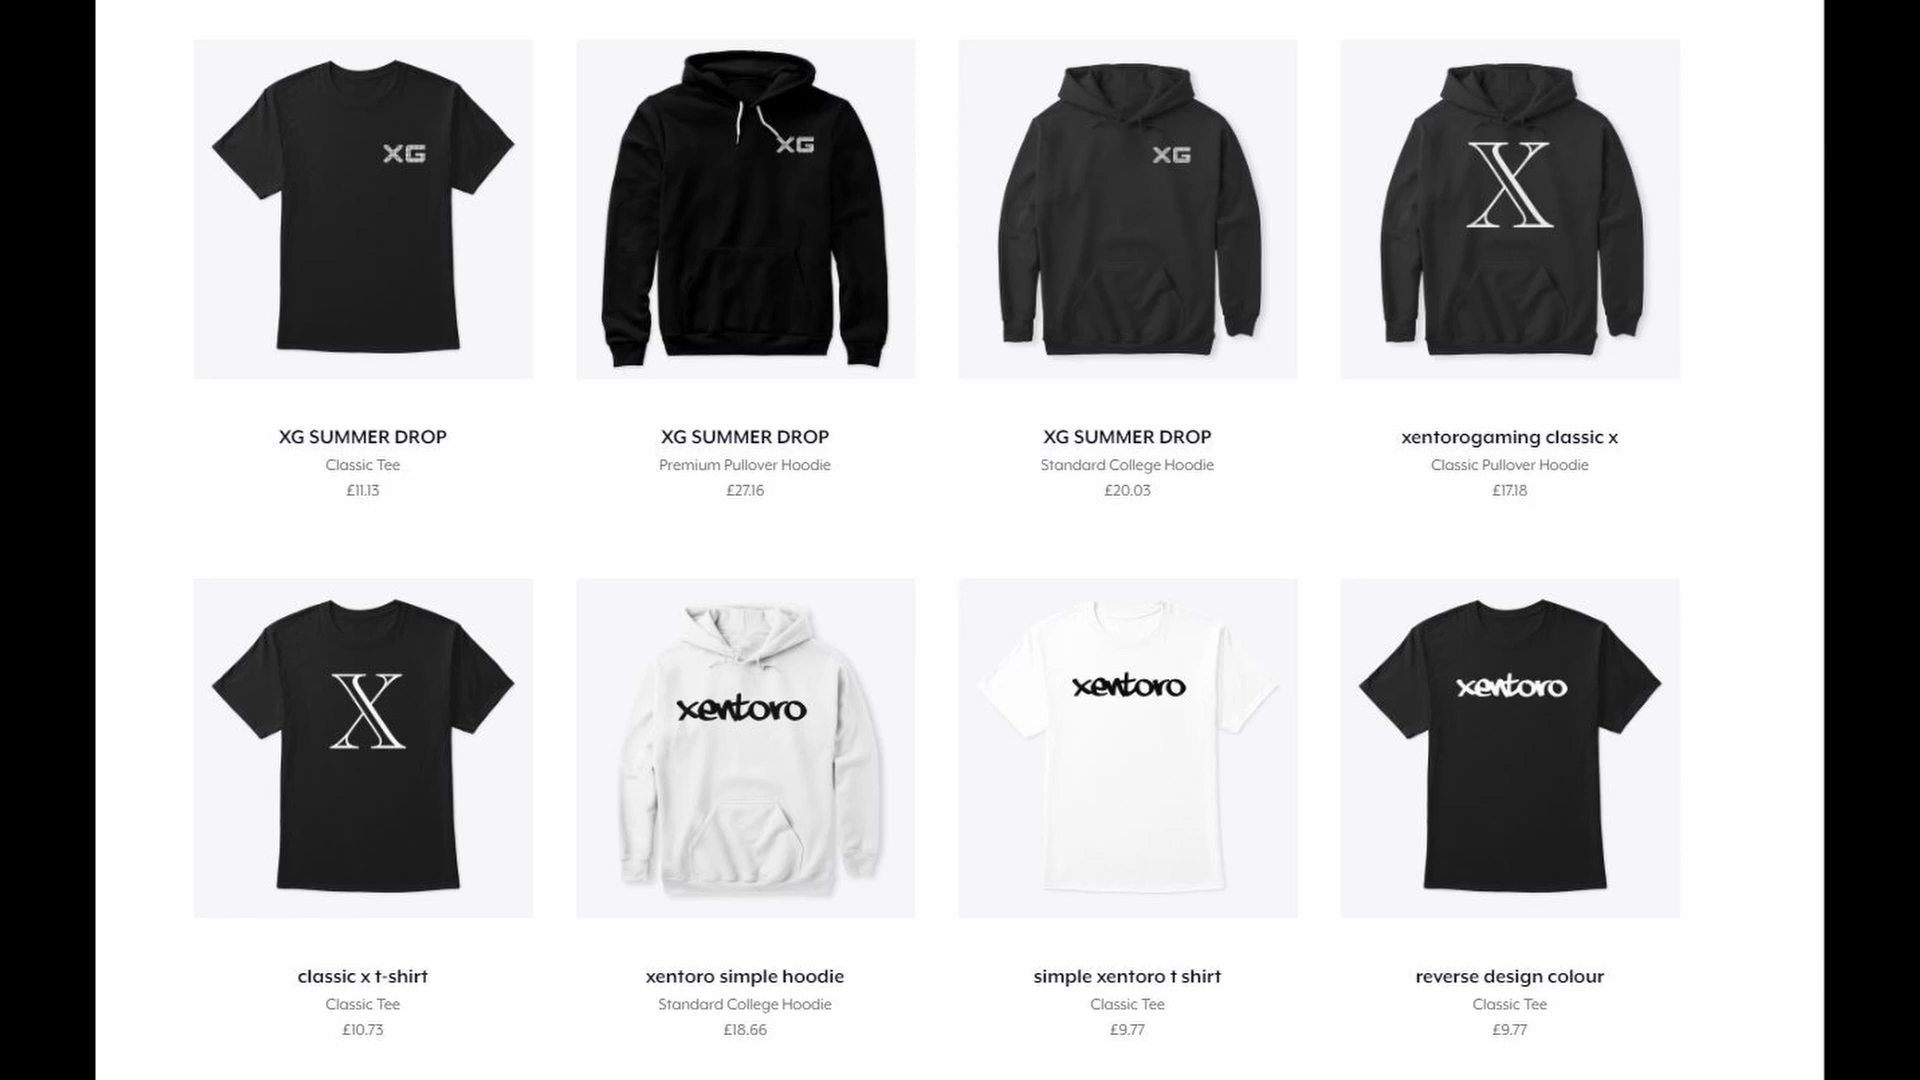 XG
XG
XG
X
XG SUMMER DROP
Classic Tee
£11.13
XG SUMMER DROP
Premium Pullover Hoodie
£27.16
XG SUMMER DROP
Standard College Hoodie
£20.03
xentorogaming classic x
Classic Pullover Hoodie
£17.18
X
xentoro
xentoro
xentoro
classic x t-shirt
Classic Tee
£10.73
xentoro simple hoodie
Standard College Hoodie
£18.66
simple xentoro t shirt
Classic Tee
£9.77
reverse design colour
Classic Tee
£9.77